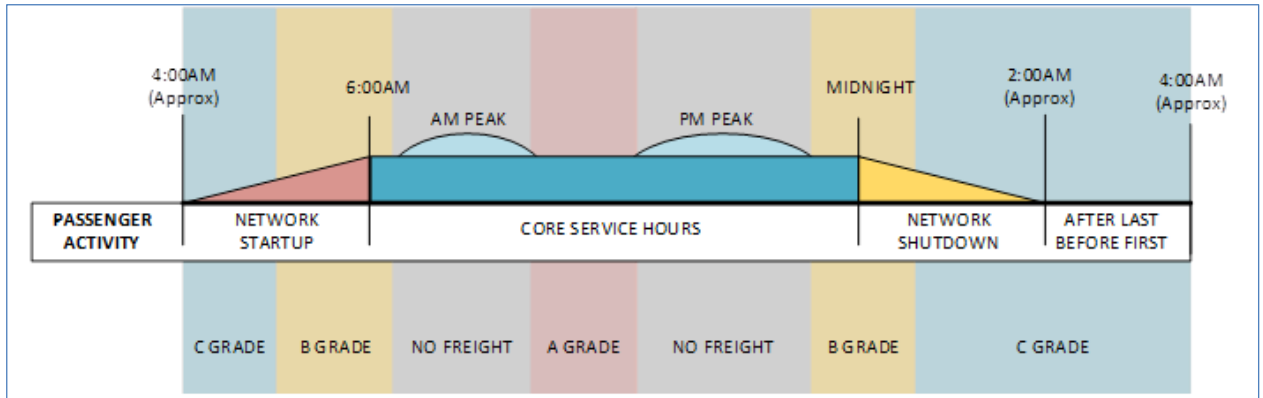 4:00AM
(Approx)
6:00AM
AM PEAK
PM PEAK
MIDNIGHT
2:00AM
(Approx)
4:00AM
(Approx)
PASSENGER
ACTIVITY
NETWORK
STARTUP
CORE SERVICE HOURS
NETWORK
SHUTDOWN
AFTER LAST
BEFORE FIRST
C GRADE
B GRADE
NO FREIGHT
A GRADE
NO FREIGHT
B GRADE
C GRADE